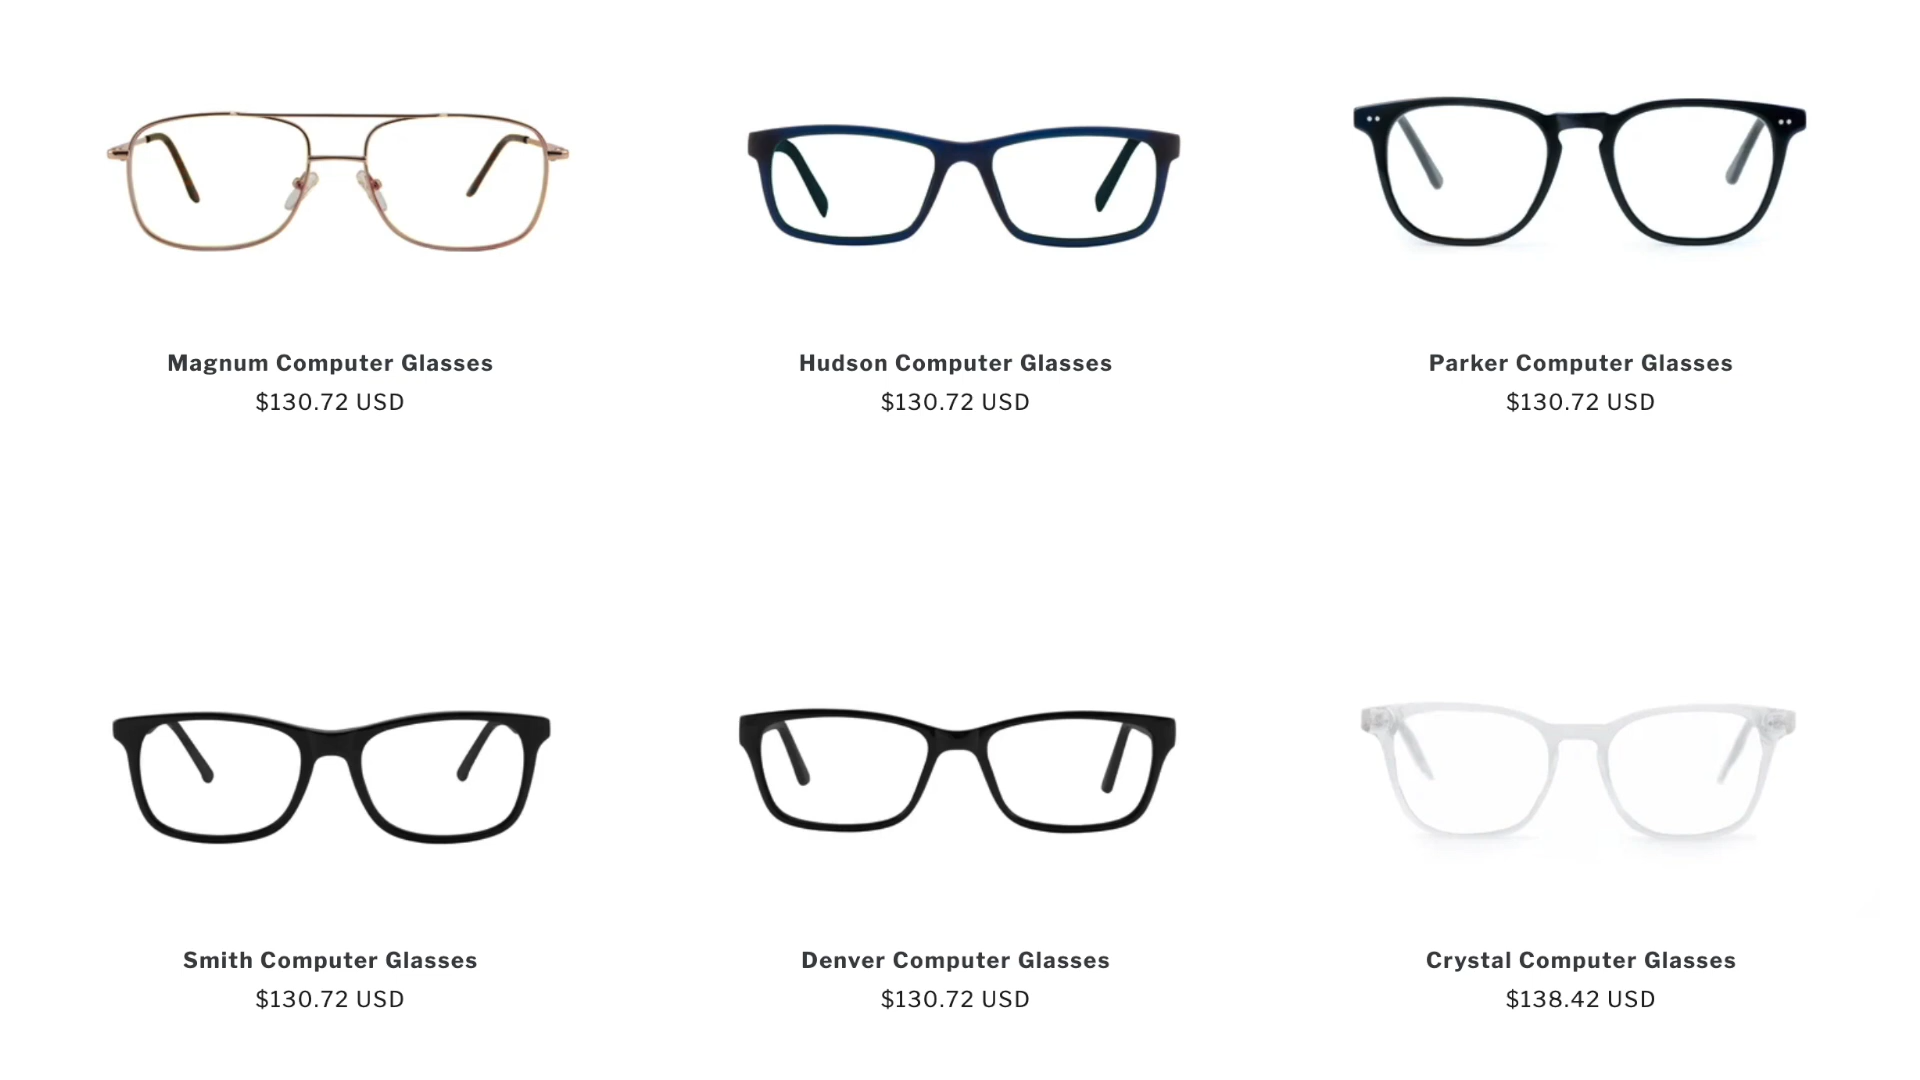 Magnum Computer Glasses
$130.72 USD
Hudson Computer Glasses
$130.72 USD
Parker Computer Glasses
$130.72 USD
Smith Computer Glasses
$130.72 USD
Denver Computer Glasses
$130.72 USD
Crystal Computer Glasses
$138.42 USD